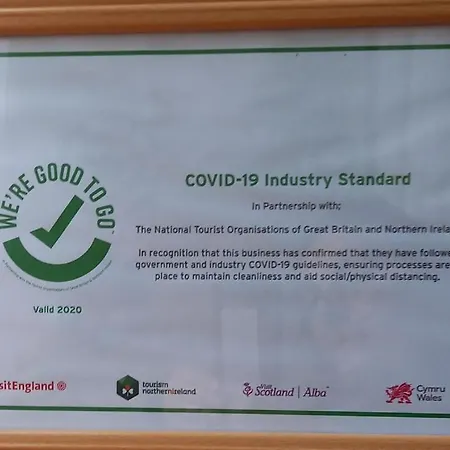 WE'RE GOOD TO GO
Valid 2020
COVID-19 Industry Standard
In Partnership with:
The National Tourist Organisations of Great Britain and Northern Irela
In recognition that this business has confirmed that they have followe
government and industry COVID-19 guidelines, ensuring processes are
place to maintain cleanliness and aid social/physical distancing.
sitEngland
tourism
northernireland
Visit
Scotland | Alba
Cymru
Wales